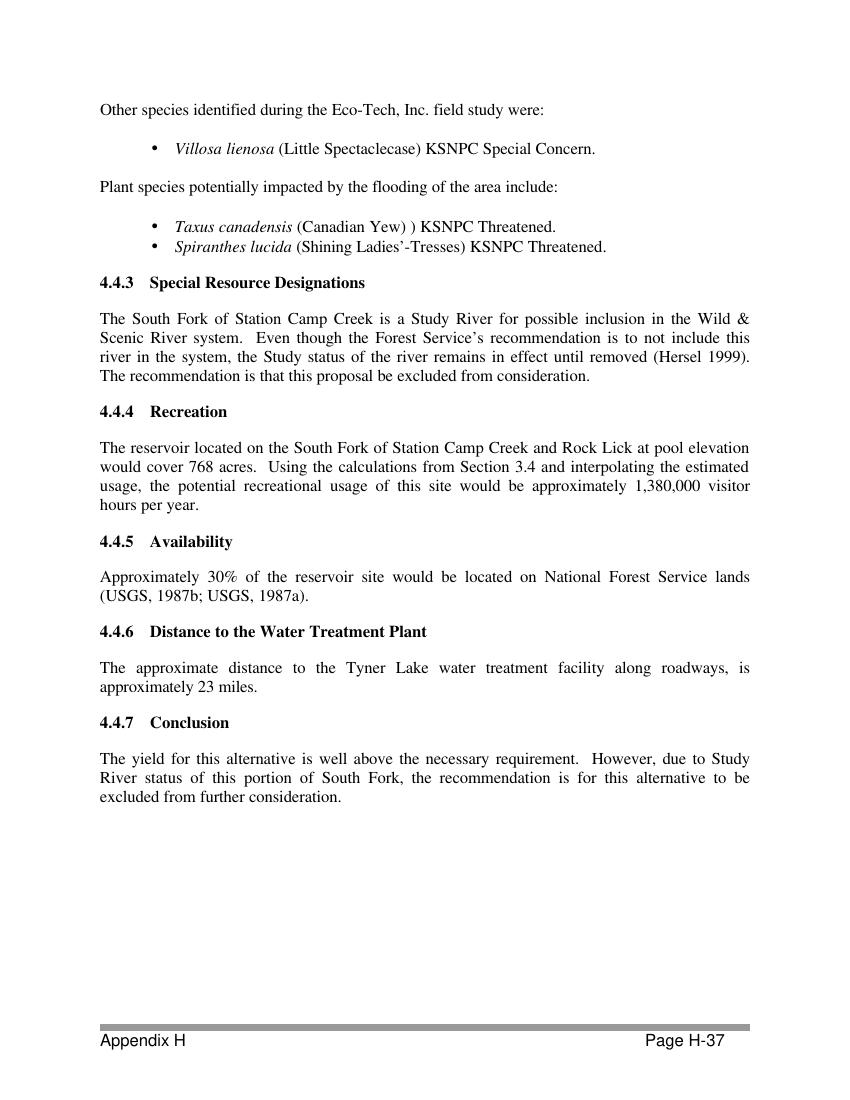 Other species identified during the Eco-Tech, Inc. field study were:
• Villosa lienosa (Little Spectaclecase) KSNPC Special Concern.
Plant species potentially impacted by the flooding of the area include:
• Taxus canadensis (Canadian Yew) ) KSNPC Threatened.
• Spiranthes lucida (Shining Ladies’-Tresses) KSNPC Threatened.
4.4.3 Special Resource Designations
The South Fork of Station Camp Creek is a Study River for possible inclusion in the Wild &
Scenic River system. Even though the Forest Service’s recommendation is to not include this
river in the system, the Study status of the river remains in effect until removed (Hersel 1999).
The recommendation is that this proposal be excluded from consideration.
4.4.4 Recreation
The reservoir located on the South Fork of Station Camp Creek and Rock Lick at pool elevation
would cover 768 acres. Using the calculations from Section 3.4 and interpolating the estimated
usage, the potential recreational usage of this site would be approximately 1,380,000 visitor
hours per year.
4.4.5 Availability
Approximately 30% of the reservoir site would be located on National Forest Service lands
(USGS, 1987b; USGS, 1987a).
4.4.6 Distance to the Water Treatment Plant
The approximate distance to the Tyner Lake water treatment facility along roadways, is
approximately 23 miles.
4.4.7 Conclusion
The yield for this alternative is well above the necessary requirement. However, due to Study
River status of this portion of South Fork, the recommendation is for this alternative to be
excluded from further consideration.
Appendix H Page H-37